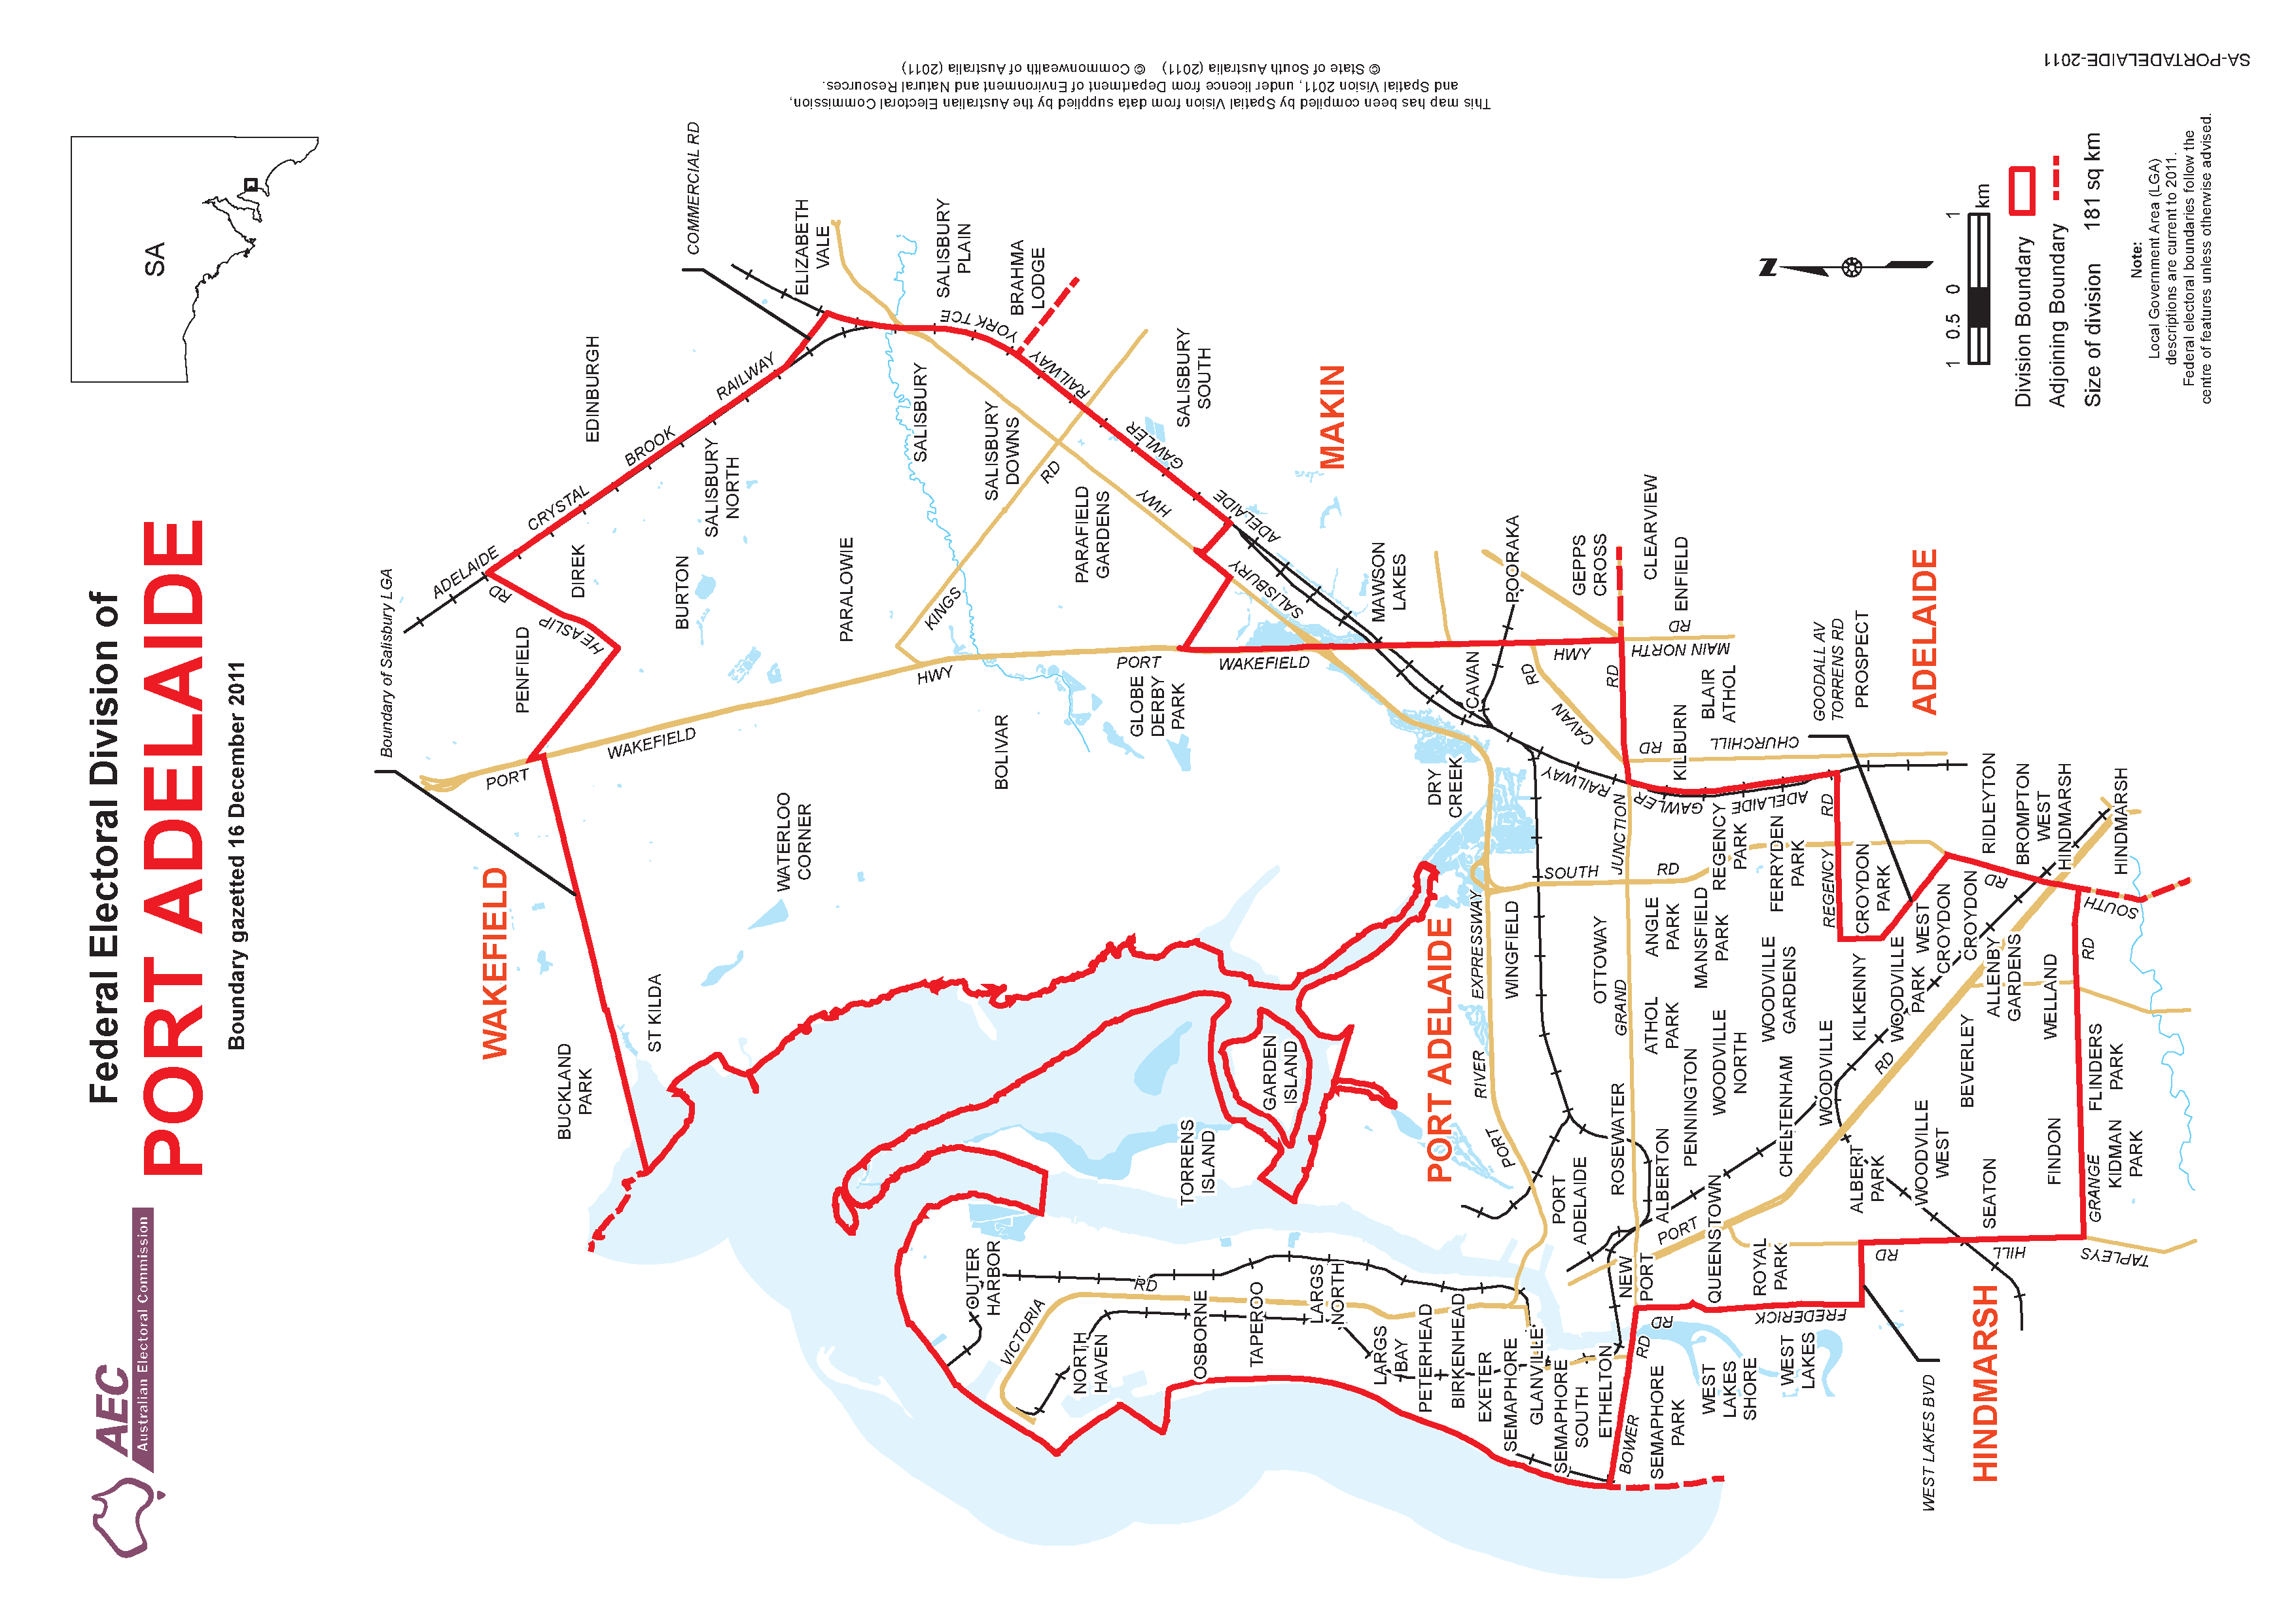 AEC
Australian Electoral Commission
Federal Electoral Division of
PORT ADELAIDE
Boundary gazetted 16 December 2011
SA
Boundary of Salisbury LGA
COMMERCIAL RD
ADELAIDE
CRYSTAL
BROOK
RAILWAY
HEASLIP
RD
PENFIELD
DIREK
EDINBURGH
PORT
WAKEFIELD
HWY
WAKEFIELD
BUCKLAND
PARK
ST KILDA
WATERLOO
CORNER
BURTON
SALISBURY
NORTH
ELIZABETH
VALE
PARALOWIE
SALISBURY
SALISBURY
PLAIN
YORK TCE
BRAHMA
LODGE
KINGS
RD
SALISBURY
DOWNS
BOLIVAR
PARAFIELD
GARDENS
RAILWAY
GAWLER
ADELAIDE
SALISBURY
HWY
SALISBURY
SOUTH
PORT
WAKEFIELD
HWY
GLOBE
DERBY
PARK
MAKIN
OUTER
HARBOR
VICTORIA
RD
NORTH
HAVEN
TORRENS
ISLAND
GARDEN
ISLAND
OSBORNE
TAPEROO
LARGS
NORTH
LARGS
BAY
PETERHEAD
BIRKENHEAD
EXETER
SEMAPHORE
GLANVILLE
SEMAPHORE
SOUTH
ETHELTON
PORT ADELAIDE
DRY
CREEK
MAWSON
LAKES
CAVAN
POORAKA
GEPPS
CROSS
CAVAN
RD
PORT
RIVER
EXPRESSWAY
WINGFIELD
SOUTH
RD
RAILWAY
GAWLER
ADELAIDE
PORT
ADELAIDE
ROSEWATER
OTTOWAY
GRAND
JUNCTION
RD
RD
CLEARVIEW
ENFIELD
MAIN NORTH
RD
KILBURN
BLAIR
ATHOL
CHURCHILL
BOWER
RD
NEW
PORT
ALBERTON
PENNINGTON
ATHOL
PARK
ANGLE
PARK
MANSFIELD
PARK
REGENCY
PARK
FERRYDEN
PARK
WOODVILLE
NORTH
WOODVILLE
GARDENS
SEMAPHORE
PARK
WEST
LAKES
SHORE
WEST
LAKES
QUEENSTOWN
PORT
RD
ROYAL
PARK
FREDERICK
RD
CHELTENHAM
WOODVILLE
KILKENNY
REGENCY
RD
CROYDON
PARK
GOODALL AV
TORRENS RD
PROSPECT
ADELAIDE
ALBERT
PARK
WOODVILLE
WEST
WOODVILLE
PARK
WEST
CROYDON
CROYDON
RIDLEYTON
BROMPTON
WEST
HINDMARSH
HINDMARSH
SOUTH
RD
BEVERLEY
ALLENBY
GARDENS
WELLAND
FINDON
SEATON
WEST LAKES BVD
HINDMARSH
TAPLEYS
HILL
RD
GRANGE
RD
KIDMAN
PARK
FLINDERS
PARK
1
0.5
0
1
km
Division Boundary
Adjoining Boundary
Size of division 181 sq km
Note:
Local Government Area (LGA)
descriptions are current to 2011.
Federal electoral boundaries follow the
centre of features unless otherwise advised.
This map has been compiled by Spatial Vision from data supplied by the Australian Electoral Commission,
and Spatial Vision 2011, under licence from Department of Environment and Natural Resources.
© State of South Australia (2011) © Commonwealth of Australia (2011)
SA-PORTADELAIDE-2011
N